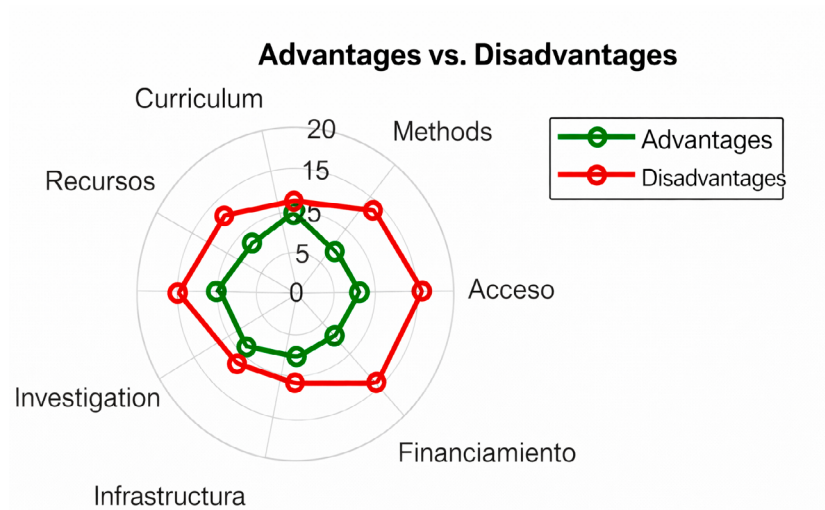 Advantages vs. Disadvantages
Curriculum
20
Methods
Advantages
15
Recursos
Disadvantages
5
5
0
Acceso
Investigation
Financiamiento
Infrastructura